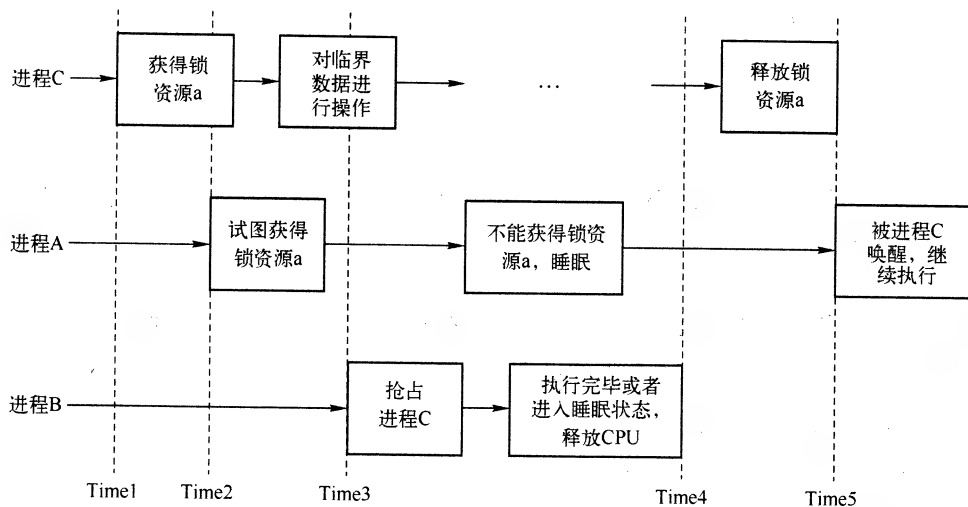 进程C
获得锁
资源a
对临界
数据进
行操作
…
释放锁
资源a
进程A
试图获得
锁资源a
不能获得锁资
源a，睡眠
被进程C
唤醒，继
续执行
进程B
抢占
进程C
执行完毕或者
进入睡眠状态，
释放CPU
Time1
Time2
Time3
Time4
Time5